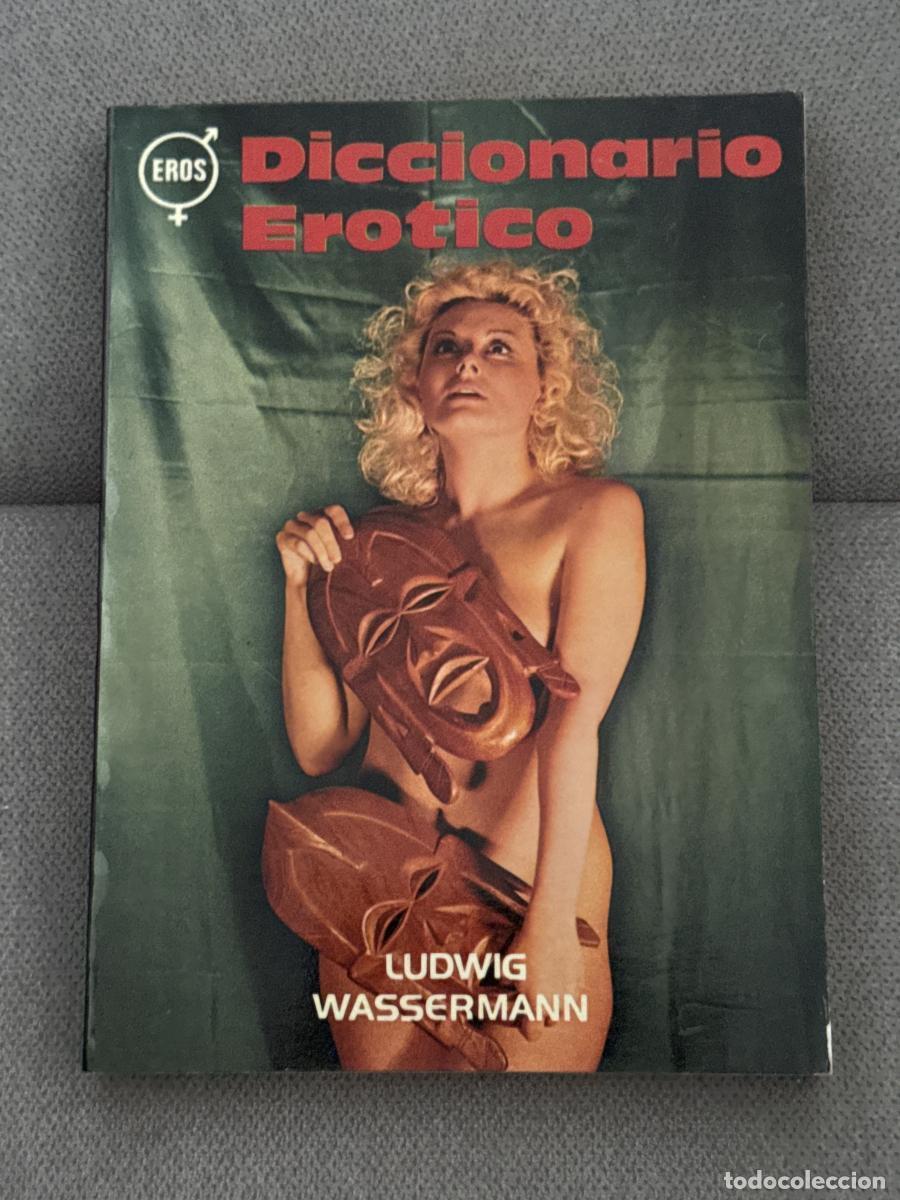 EROS
Diccionario
Erotico
LUDWIG
WASSERMANN
todocoleccion